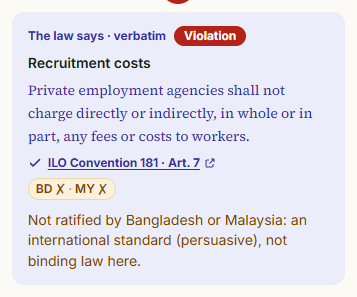 The law says · verbatim Violation
Recruitment costs
Private employment agencies shall not
charge directly or indirectly, in whole or in
part, any fees or costs to workers.
✓ ILO Convention 181 · Art. 7
BD ✗ · MY ✗
Not ratified by Bangladesh or Malaysia: an
international standard (persuasive), not
binding law here.